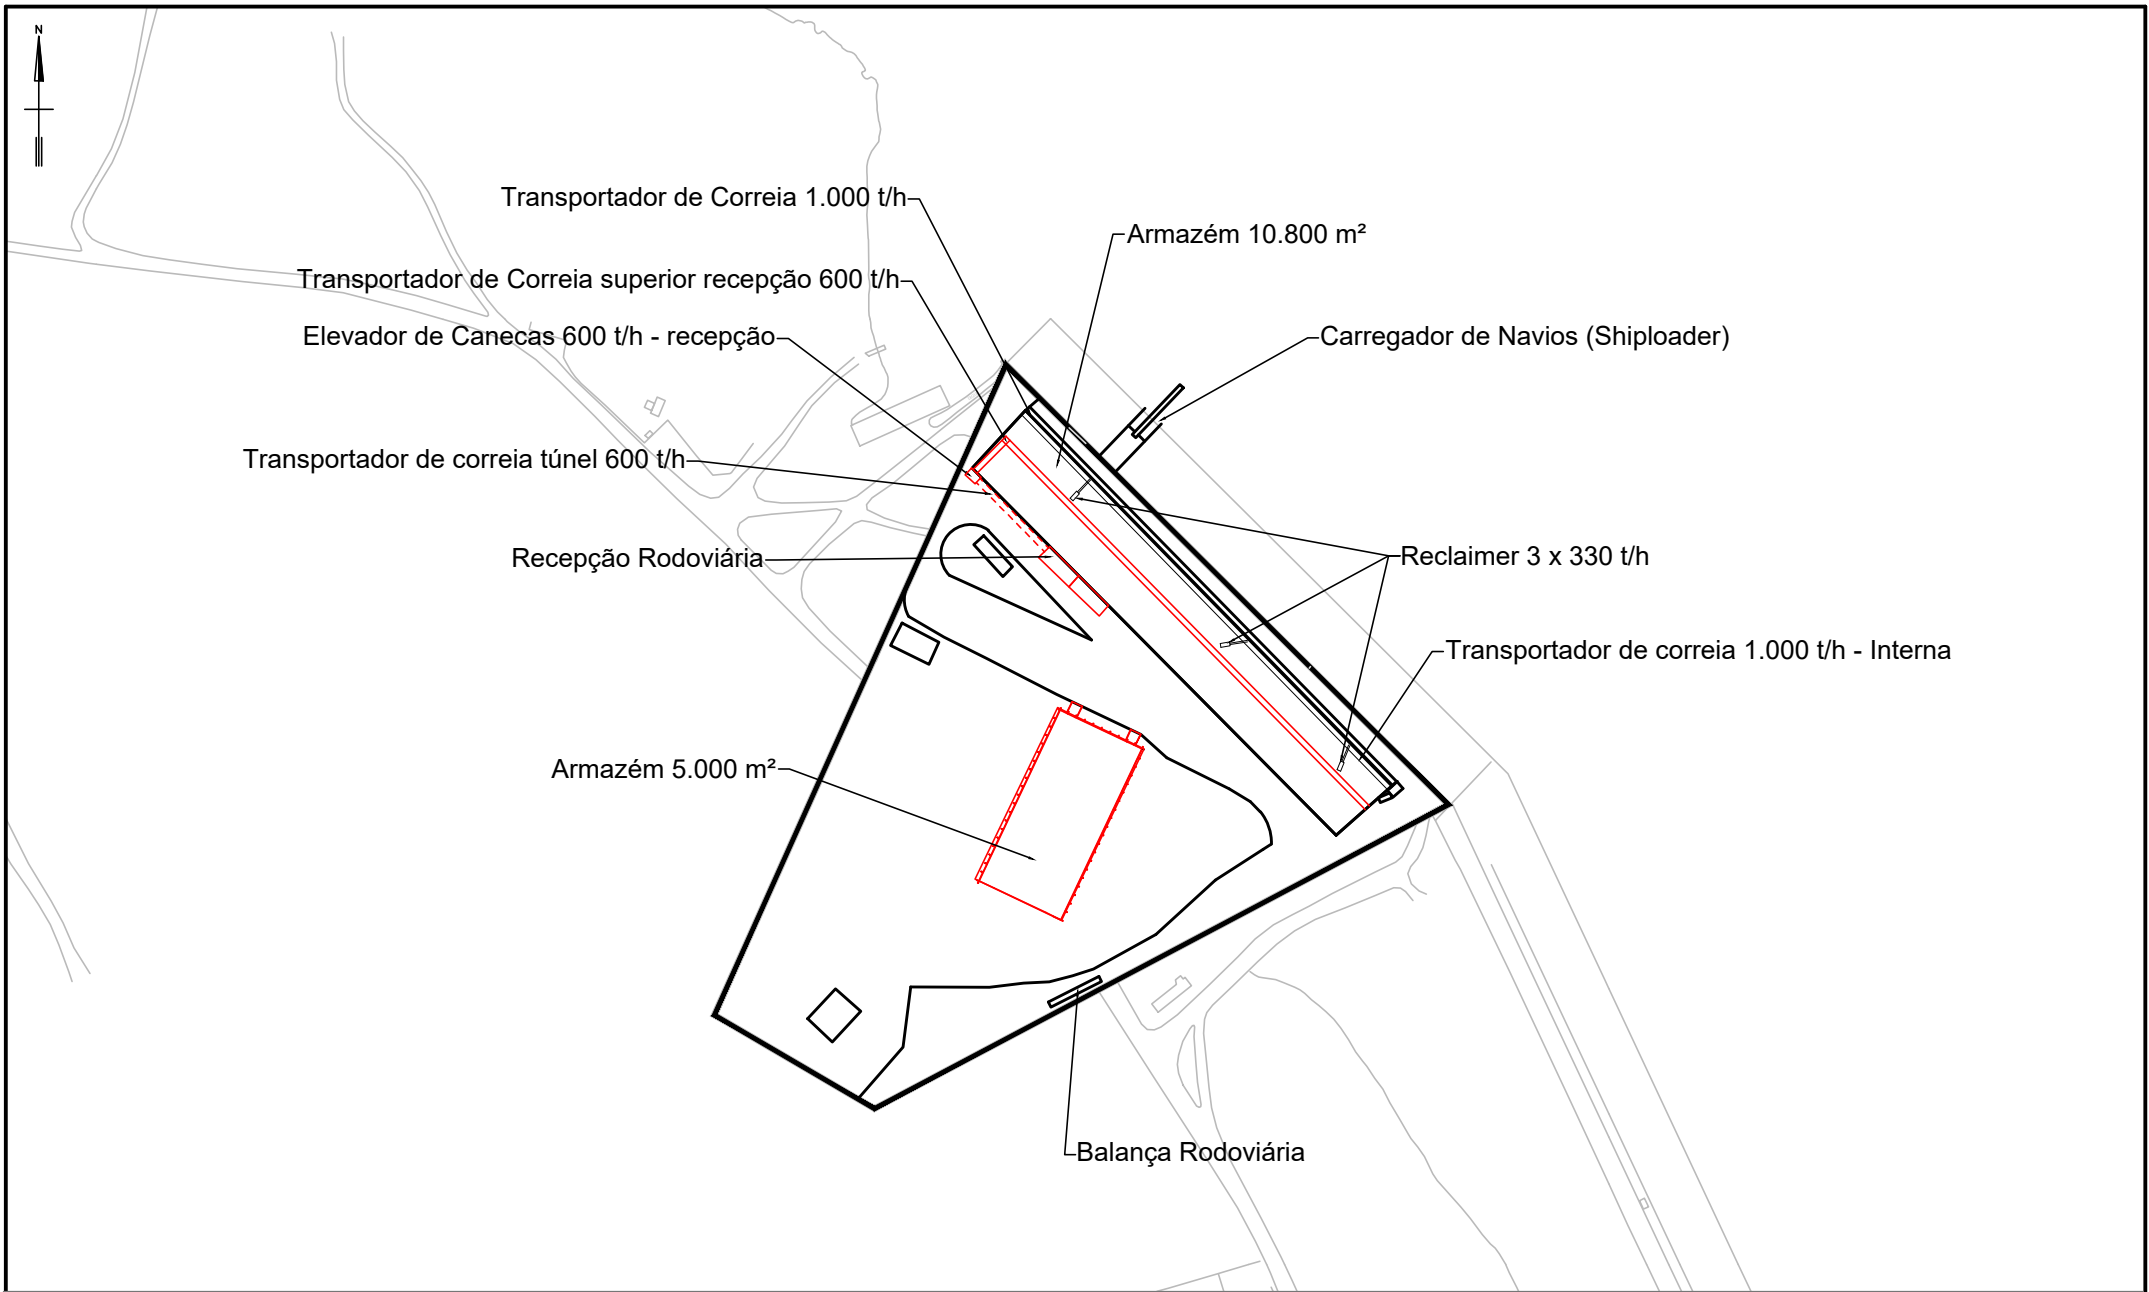 N
Transportador de Correia 1.000 t/h
Armazém 10.800 m²
Transportador de Correia superior recepção 600 t/h
Elevador de Canecas 600 t/h - recepção
Carregador de Navios (Shiploader)
Transportador de correia túnel 600 t/h
Recepção Rodoviária
Reclaimer 3 x 330 t/h
Transportador de correia 1.000 t/h - Interna
Armazém 5.000 m²
Balança Rodoviária